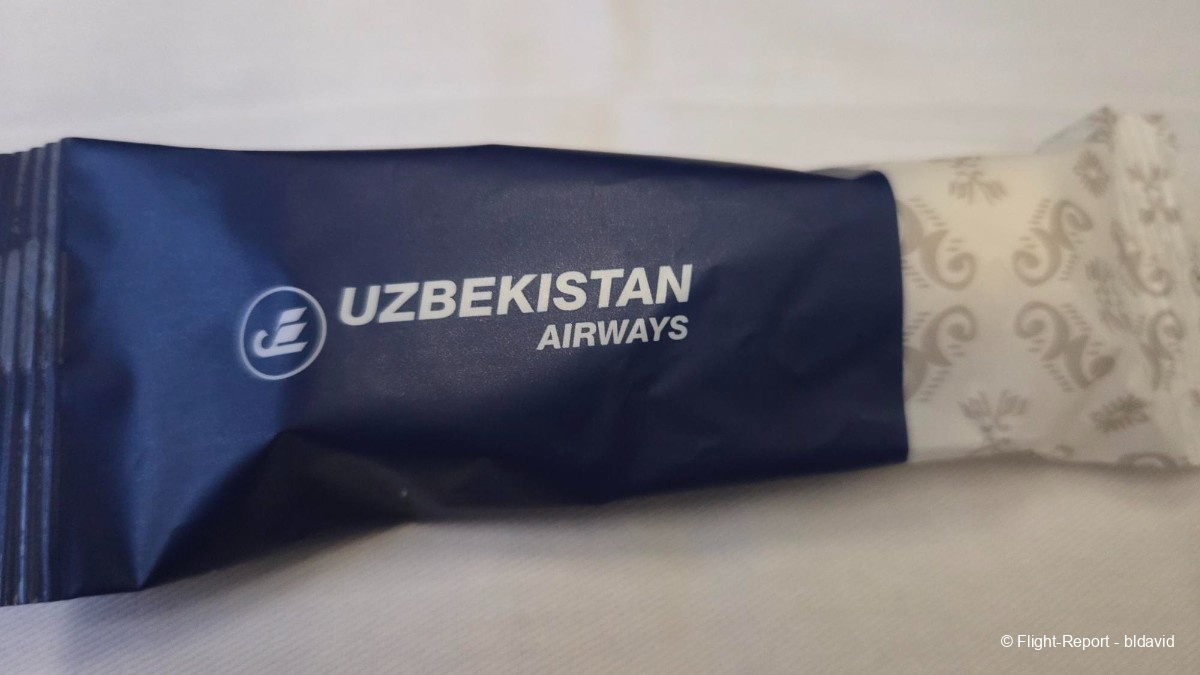 UZBEKISTAN
AIRWAYS
© Flight-Report - bldavid